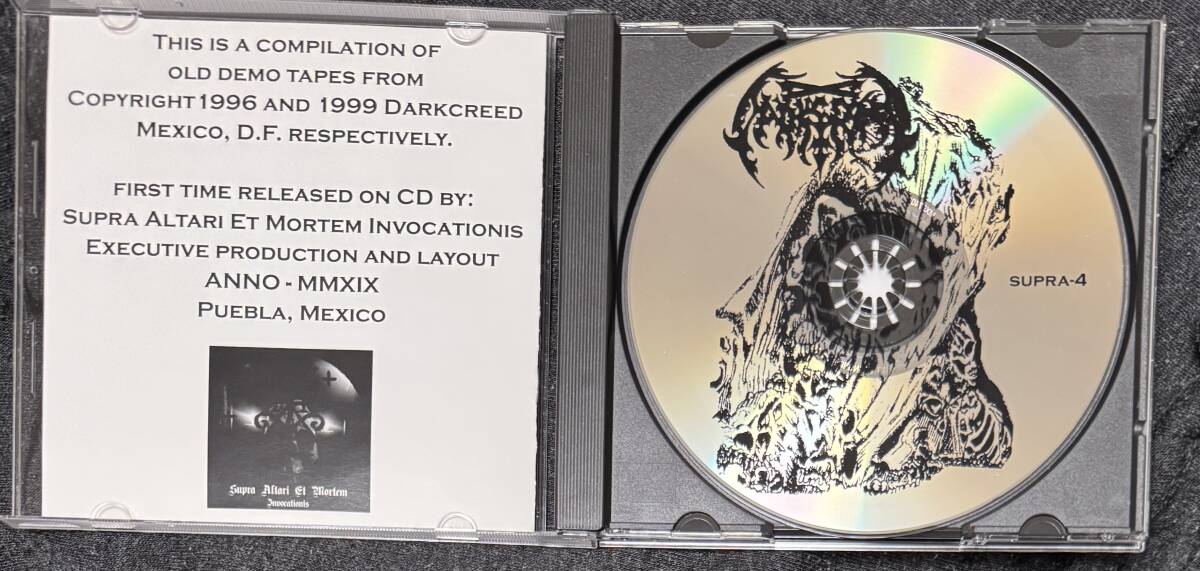 THIS IS A COMPILATION OF
OLD DEMO TAPES FROM
COPYRIGHT 1996 AND 1999 DARKCREED
MEXICO, D.F. RESPECTIVELY.
FIRST TIME RELEASED ON CD BY:
SUPRA ALTARI ET MORTEM INVOCATIONIS
EXECUTIVE PRODUCTION AND LAYOUT
ANNO - MMXIX
PUEBLA, MEXICO
Supra Altari Et Mortem
Invocationis
SUPRA-4